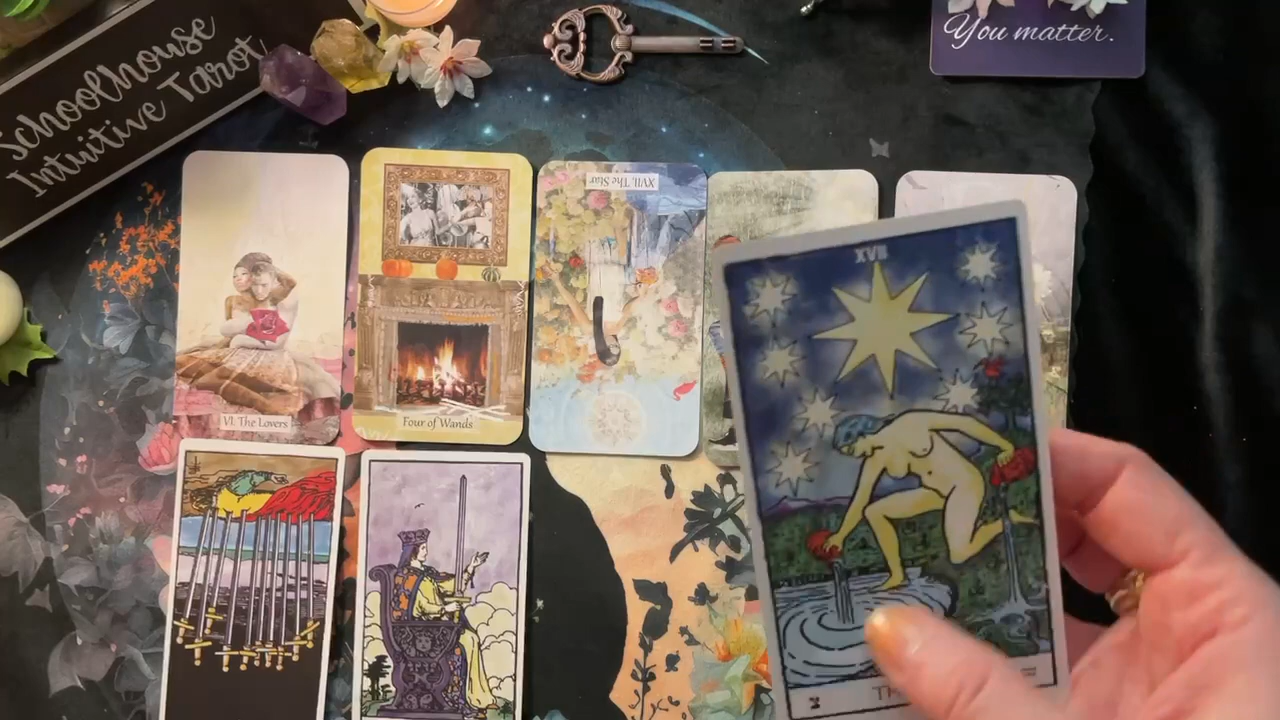 Schoolhouse
Intuitive Tarot
You matter.
VI. The Lovers
Four of Wands
XVII. The Star
XVII